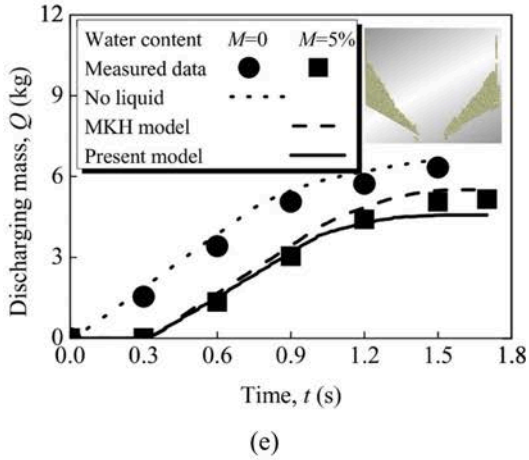 (e)
12
9
6
3
0
Discharging mass, Q (kg)
Water content M=0 M=5%
Measured data
No liquid
MKH model
Present model
0.0 0.3 0.6 0.9 1.2 1.5 1.8
Time, t (s)
(e)